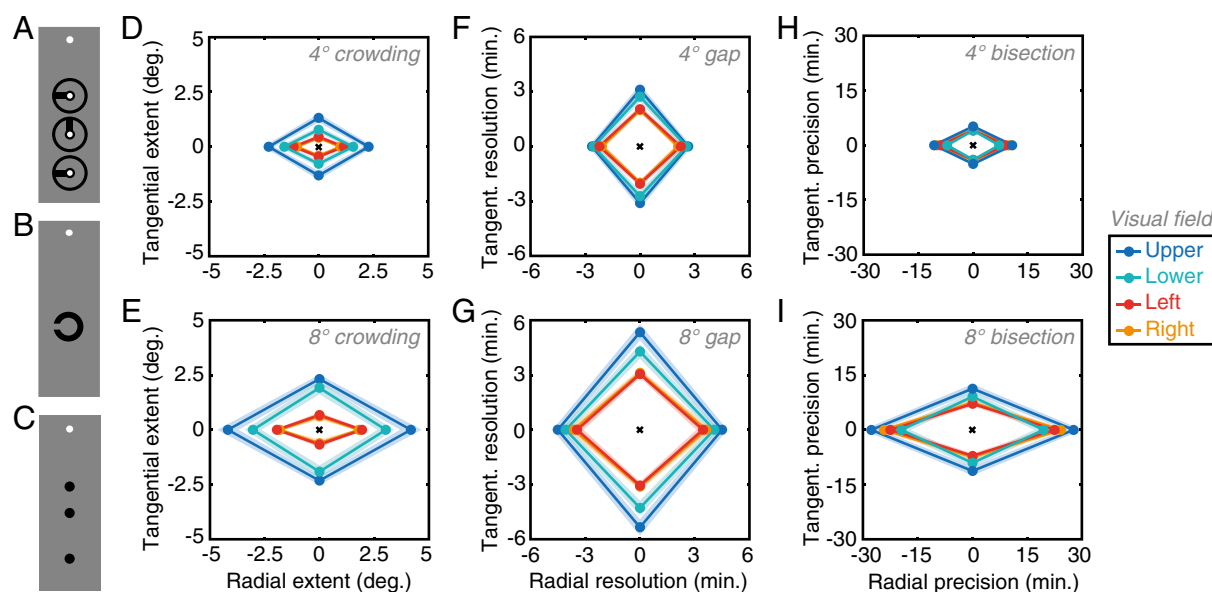 A
B
C
D
4° crowding
Tangential extent (deg.)
5
2.5
0
-2.5
-5
-5
-2.5
0
2.5
5
E
8° crowding
Tangential extent (deg.)
5
2.5
0
-2.5
-5
-5
-2.5
0
2.5
5
Radial extent (deg.)
F
4° gap
Tangent. resolution (min.)
6
3
0
-3
-6
-6
-3
0
3
6
G
8° gap
Tangent. resolution (min.)
6
3
0
-3
-6
-6
-3
0
3
6
Radial resolution (min.)
H
4° bisection
Tangent. precision (min.)
30
15
0
-15
-30
-30
-15
0
15
30
I
8° bisection
Tangent. precision (min.)
30
15
0
-15
-30
-30
-15
0
15
30
Radial precision (min.)
Visual field
Upper
Lower
Left
Right